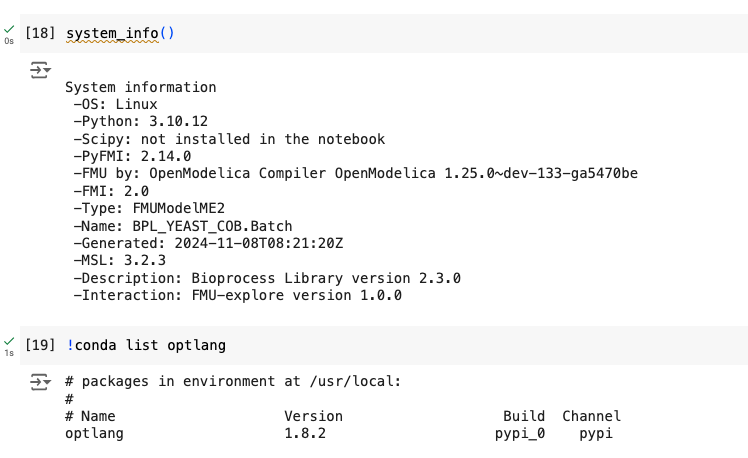 [18] system_info()
0s
System information
-OS: Linux
-Python: 3.10.12
-Scipy: not installed in the notebook
-PyFMI: 2.14.0
-FMU by: OpenModelica Compiler OpenModelica 1.25.0~dev-133-ga5470be
-FMI: 2.0
-Type: FMUModelME2
-Name: BPL_YEAST_COB.Batch
-Generated: 2024-11-08T08:21:20Z
-MSL: 3.2.3
-Description: Bioprocess Library version 2.3.0
-Interaction: FMU-explore version 1.0.0
[19] !conda list optlang
1s
# packages in environment at /usr/local:
#
# Name Version Build Channel
optlang 1.8.2 pypi_0 pypi